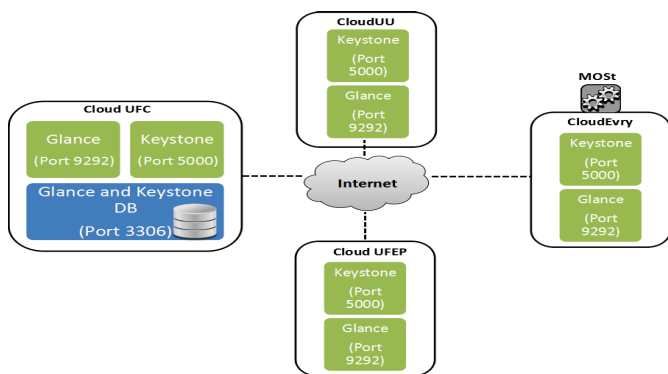 CloudUU
Keystone
(Port
5000)
Glance
(Port
9292)
MOSt
Cloud UFC
Glance
(Port 9292)
Keystone
(Port 5000)
Glance and Keystone
DB
(Port 3306)
Internet
CloudEvry
Keystone
(Port
5000)
Glance
(Port
9292)
Cloud UFEP
Keystone
(Port
5000)
Glance
(Port
9292)